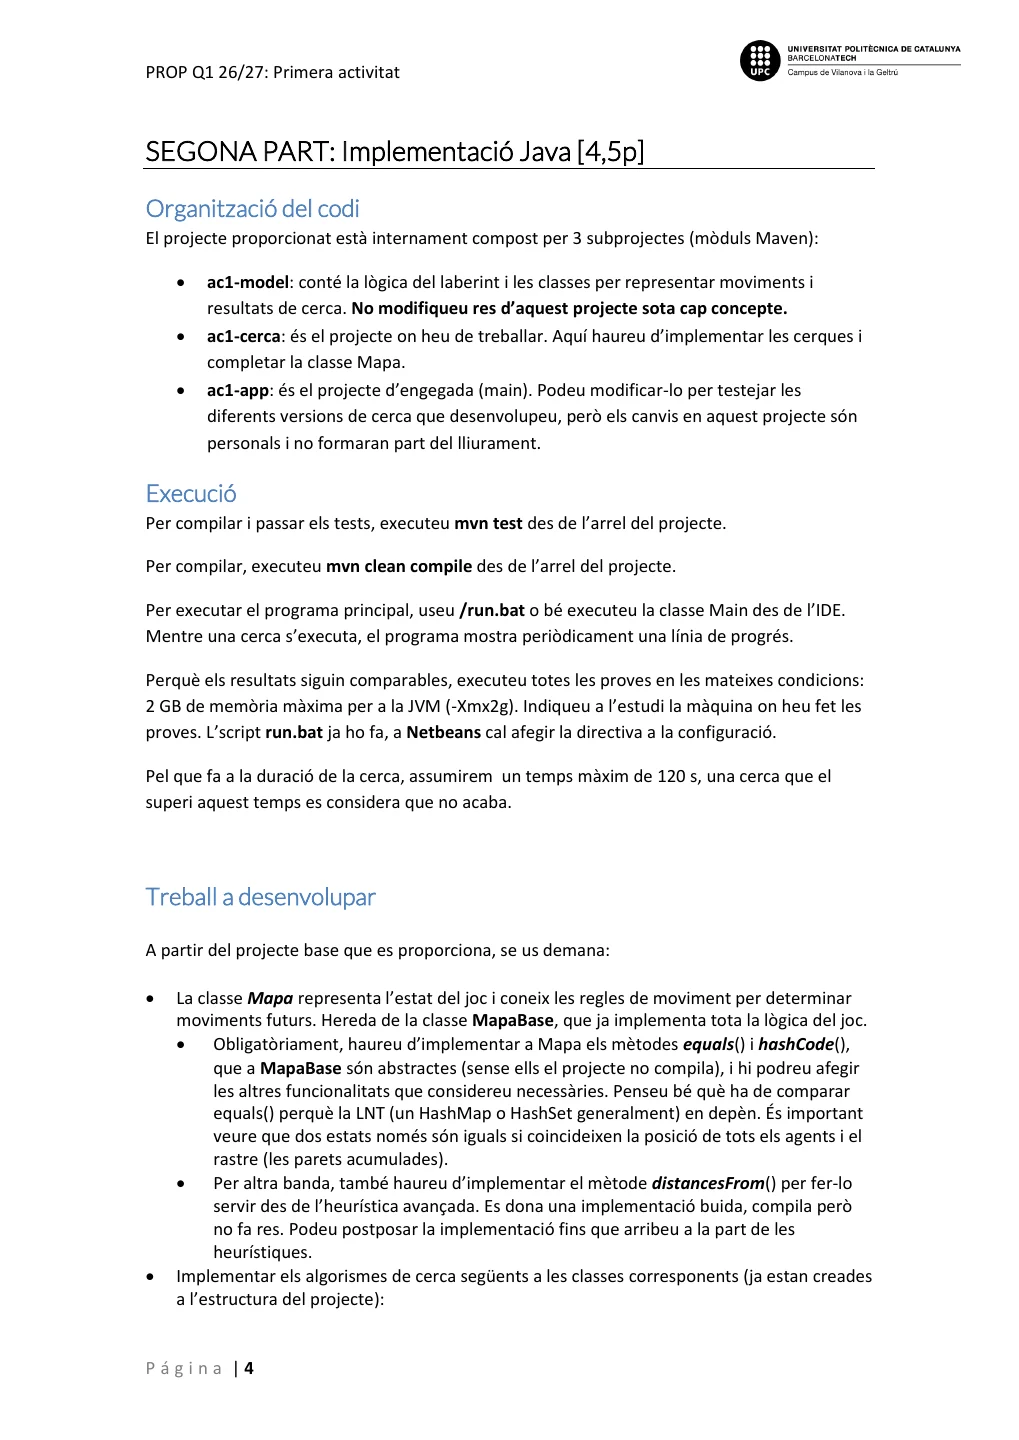 PROP Q1 26/27: Primera activitat
UNIVERSITAT POLITÈCNICA DE CATALUNYA
BARCELONATECH
Campus de Vilanova i la Geltrú
UPC
SEGONA PART: Implementació Java [4,5p]
Organització del codi
El projecte proporcionat està internament compost per 3 subprojectes (mòduls Maven):
• ac1-model: conté la lògica del laberint i les classes per representar moviments i
resultats de cerca. No modifiqueu res d’aquest projecte sota cap concepte.
• ac1-cerca: és el projecte on heu de treballar. Aquí haureu d’implementar les cerques i
completar la classe Mapa.
• ac1-app: és el projecte d’engegada (main). Podeu modificar-lo per testejar les
diferents versions de cerca que desenvolupeu, però els canvis en aquest projecte són
personals i no formaran part del lliurament.
Execució
Per compilar i passar els tests, executeu mvn test des de l’arrel del projecte.
Per compilar, executeu mvn clean compile des de l’arrel del projecte.
Per executar el programa principal, useu /run.bat o bé executeu la classe Main des de l’IDE.
Mentre una cerca s’executa, el programa mostra periòdicament una línia de progrés.
Perquè els resultats siguin comparables, executeu totes les proves en les mateixes condicions:
2 GB de memòria màxima per a la JVM (-Xmx2g). Indiqueu a l’estudi la màquina on heu fet les
proves. L’script run.bat ja ho fa, a Netbeans cal afegir la directiva a la configuració.
Pel que fa a la duració de la cerca, assumirem  un temps màxim de 120 s, una cerca que el
superi aquest temps es considera que no acaba.
Treball a desenvolupar
A partir del projecte base que es proporciona, se us demana:
• La classe Mapa representa l’estat del joc i coneix les regles de moviment per determinar
moviments futurs. Hereda de la classe MapaBase, que ja implementa tota la lògica del joc.
• Obligatòriament, haureu d’implementar a Mapa els mètodes equals() i hashCode(),
que a MapaBase són abstractes (sense ells el projecte no compila), i hi podreu afegir
les altres funcionalitats que considereu necessàries. Penseu bé què ha de comparar
equals() perquè la LNT (un HashMap o HashSet generalment) en depèn. És important
veure que dos estats només són iguals si coincideixen la posició de tots els agents i el
rastre (les parets acumulades).
• Per altra banda, també haureu d’implementar el mètode distancesFrom() per fer-lo
servir des de l’heurística avançada. Es dona una implementació buida, compila però
no fa res. Podeu postposar la implementació fins que arribeu a la part de les
heurístiques.
• Implementar els algorismes de cerca següents a les classes corresponents (ja estan creades
a l’estructura del projecte):
Página | 4